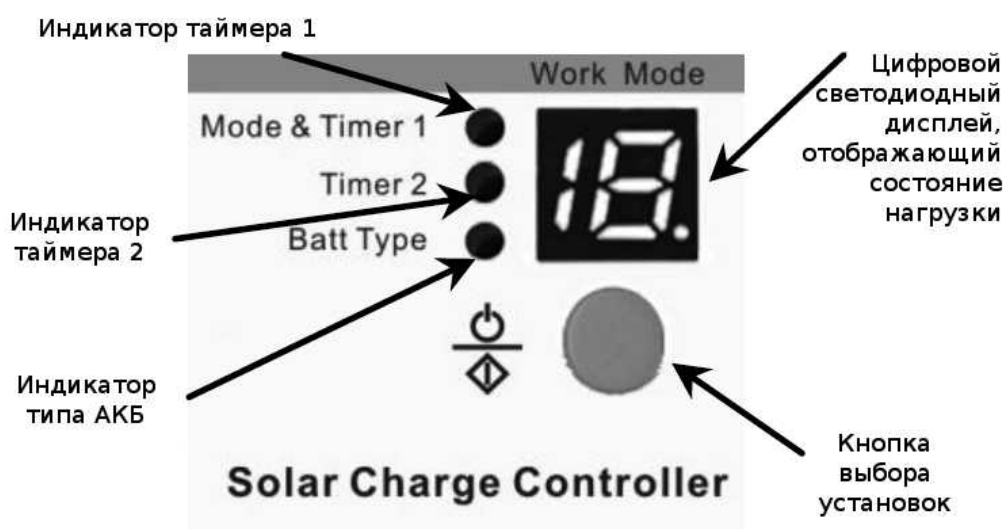 Индикатор таймера 1
Work Mode
Mode & Timer 1
Timer 2
Batt Type
18.
Цифровой
светодиодный
дисплей,
отображающий
состояние
нагрузки
Индикатор
таймера 2
Индикатор
типа АКБ
Кнопка
выбора
установок
Solar Charge Controller